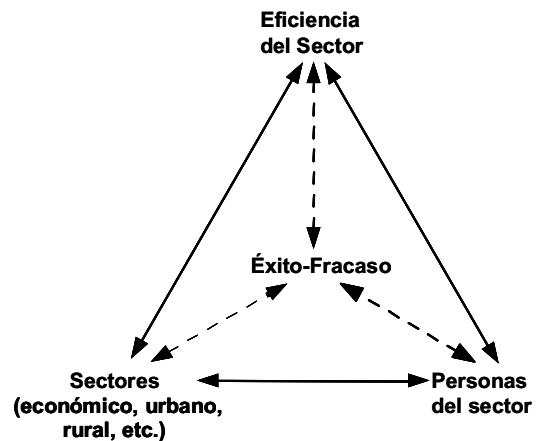 Eficiencia
del Sector
Éxito-Fracaso
Sectores
(económico, urbano,
rural, etc.)
Personas
del sector